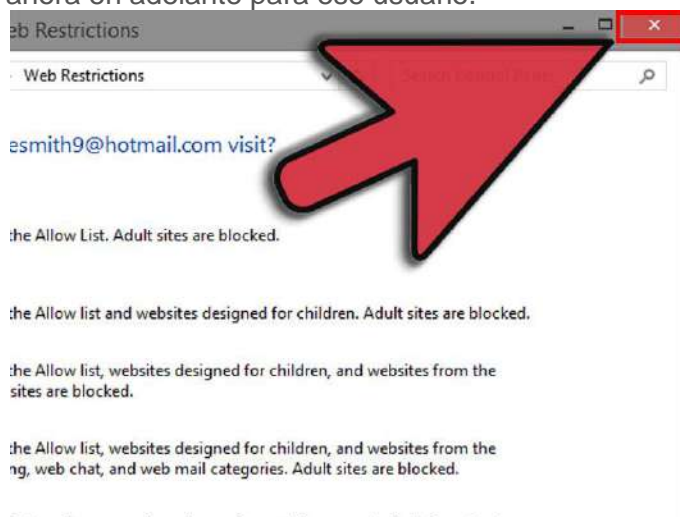 ahora en adelante para ese usuario.
eb Restrictions
Web Restrictions
esmith9@hotmail.com visit?
the Allow List. Adult sites are blocked.
the Allow list and websites designed for children. Adult sites are blocked.
the Allow list, websites designed for children, and websites from the
sites are blocked.
the Allow list, websites designed for children, and websites from the
ng, web chat, and web mail categories. Adult sites are blocked.